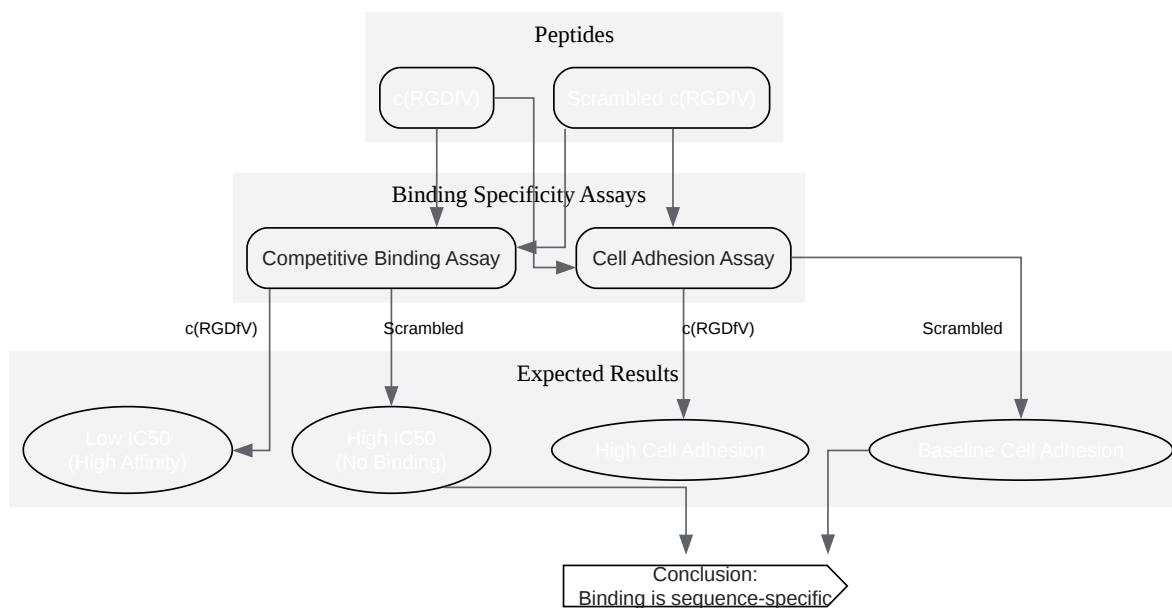 Peptides
c(RGDfV)
Scrambled c(RGDfV)
Binding Specificity Assays
Competitive Binding Assay
Cell Adhesion Assay
c(RGDfV)
Scrambled
c(RGDfV)
Scrambled
Expected Results
Low IC50
(High Affinity)
High IC50
(No Binding)
High Cell Adhesion
Baseline Cell Adhesion
Conclusion:
Binding is sequence-specific